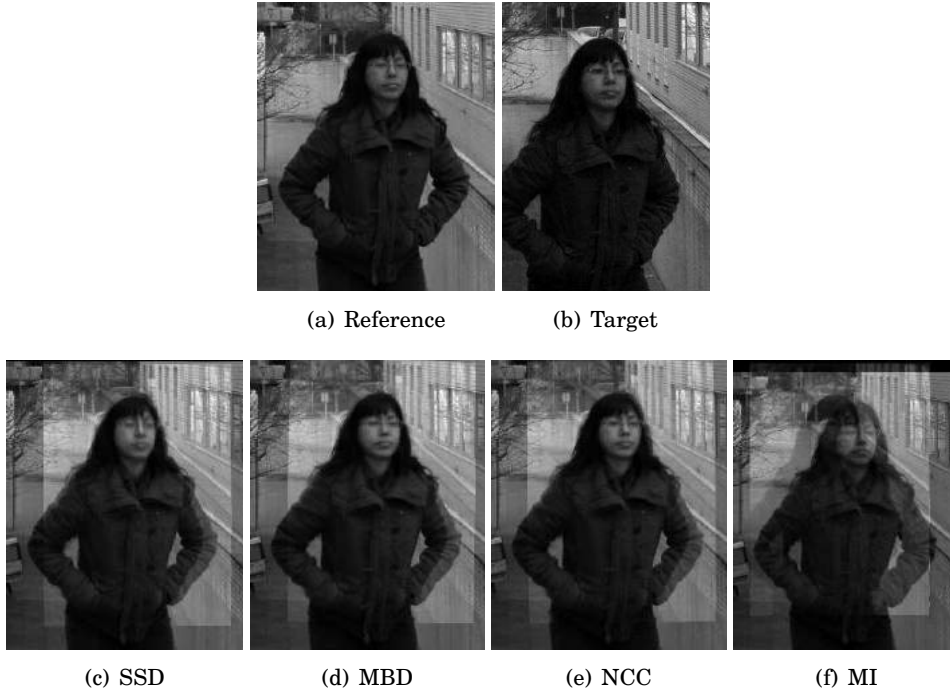 (a) Reference
(b) Target
(c) SSD
(d) MBD
(e) NCC
(f) MI